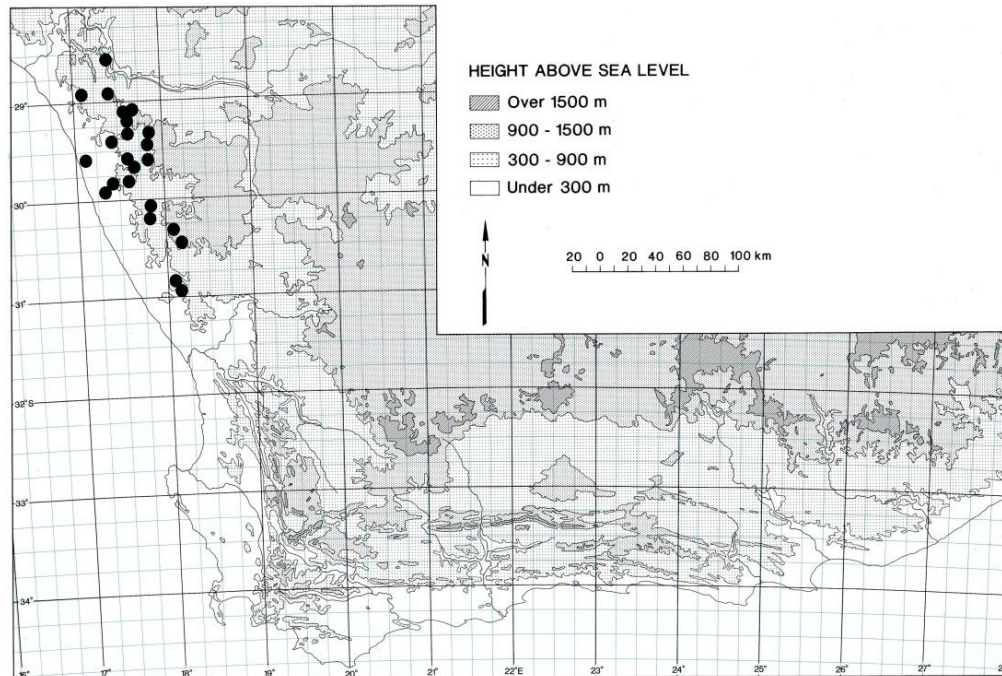 HEIGHT ABOVE SEA LEVEL
Over 1500 m
900 - 1500 m
300 - 900 m
Under 300 m
N
20 0 20 40 60 80 100 km
29°
30°
31°
32°S
33°
34°
16° 17° 18° 19° 20° 21° 22°E 23° 24° 25° 26° 27°